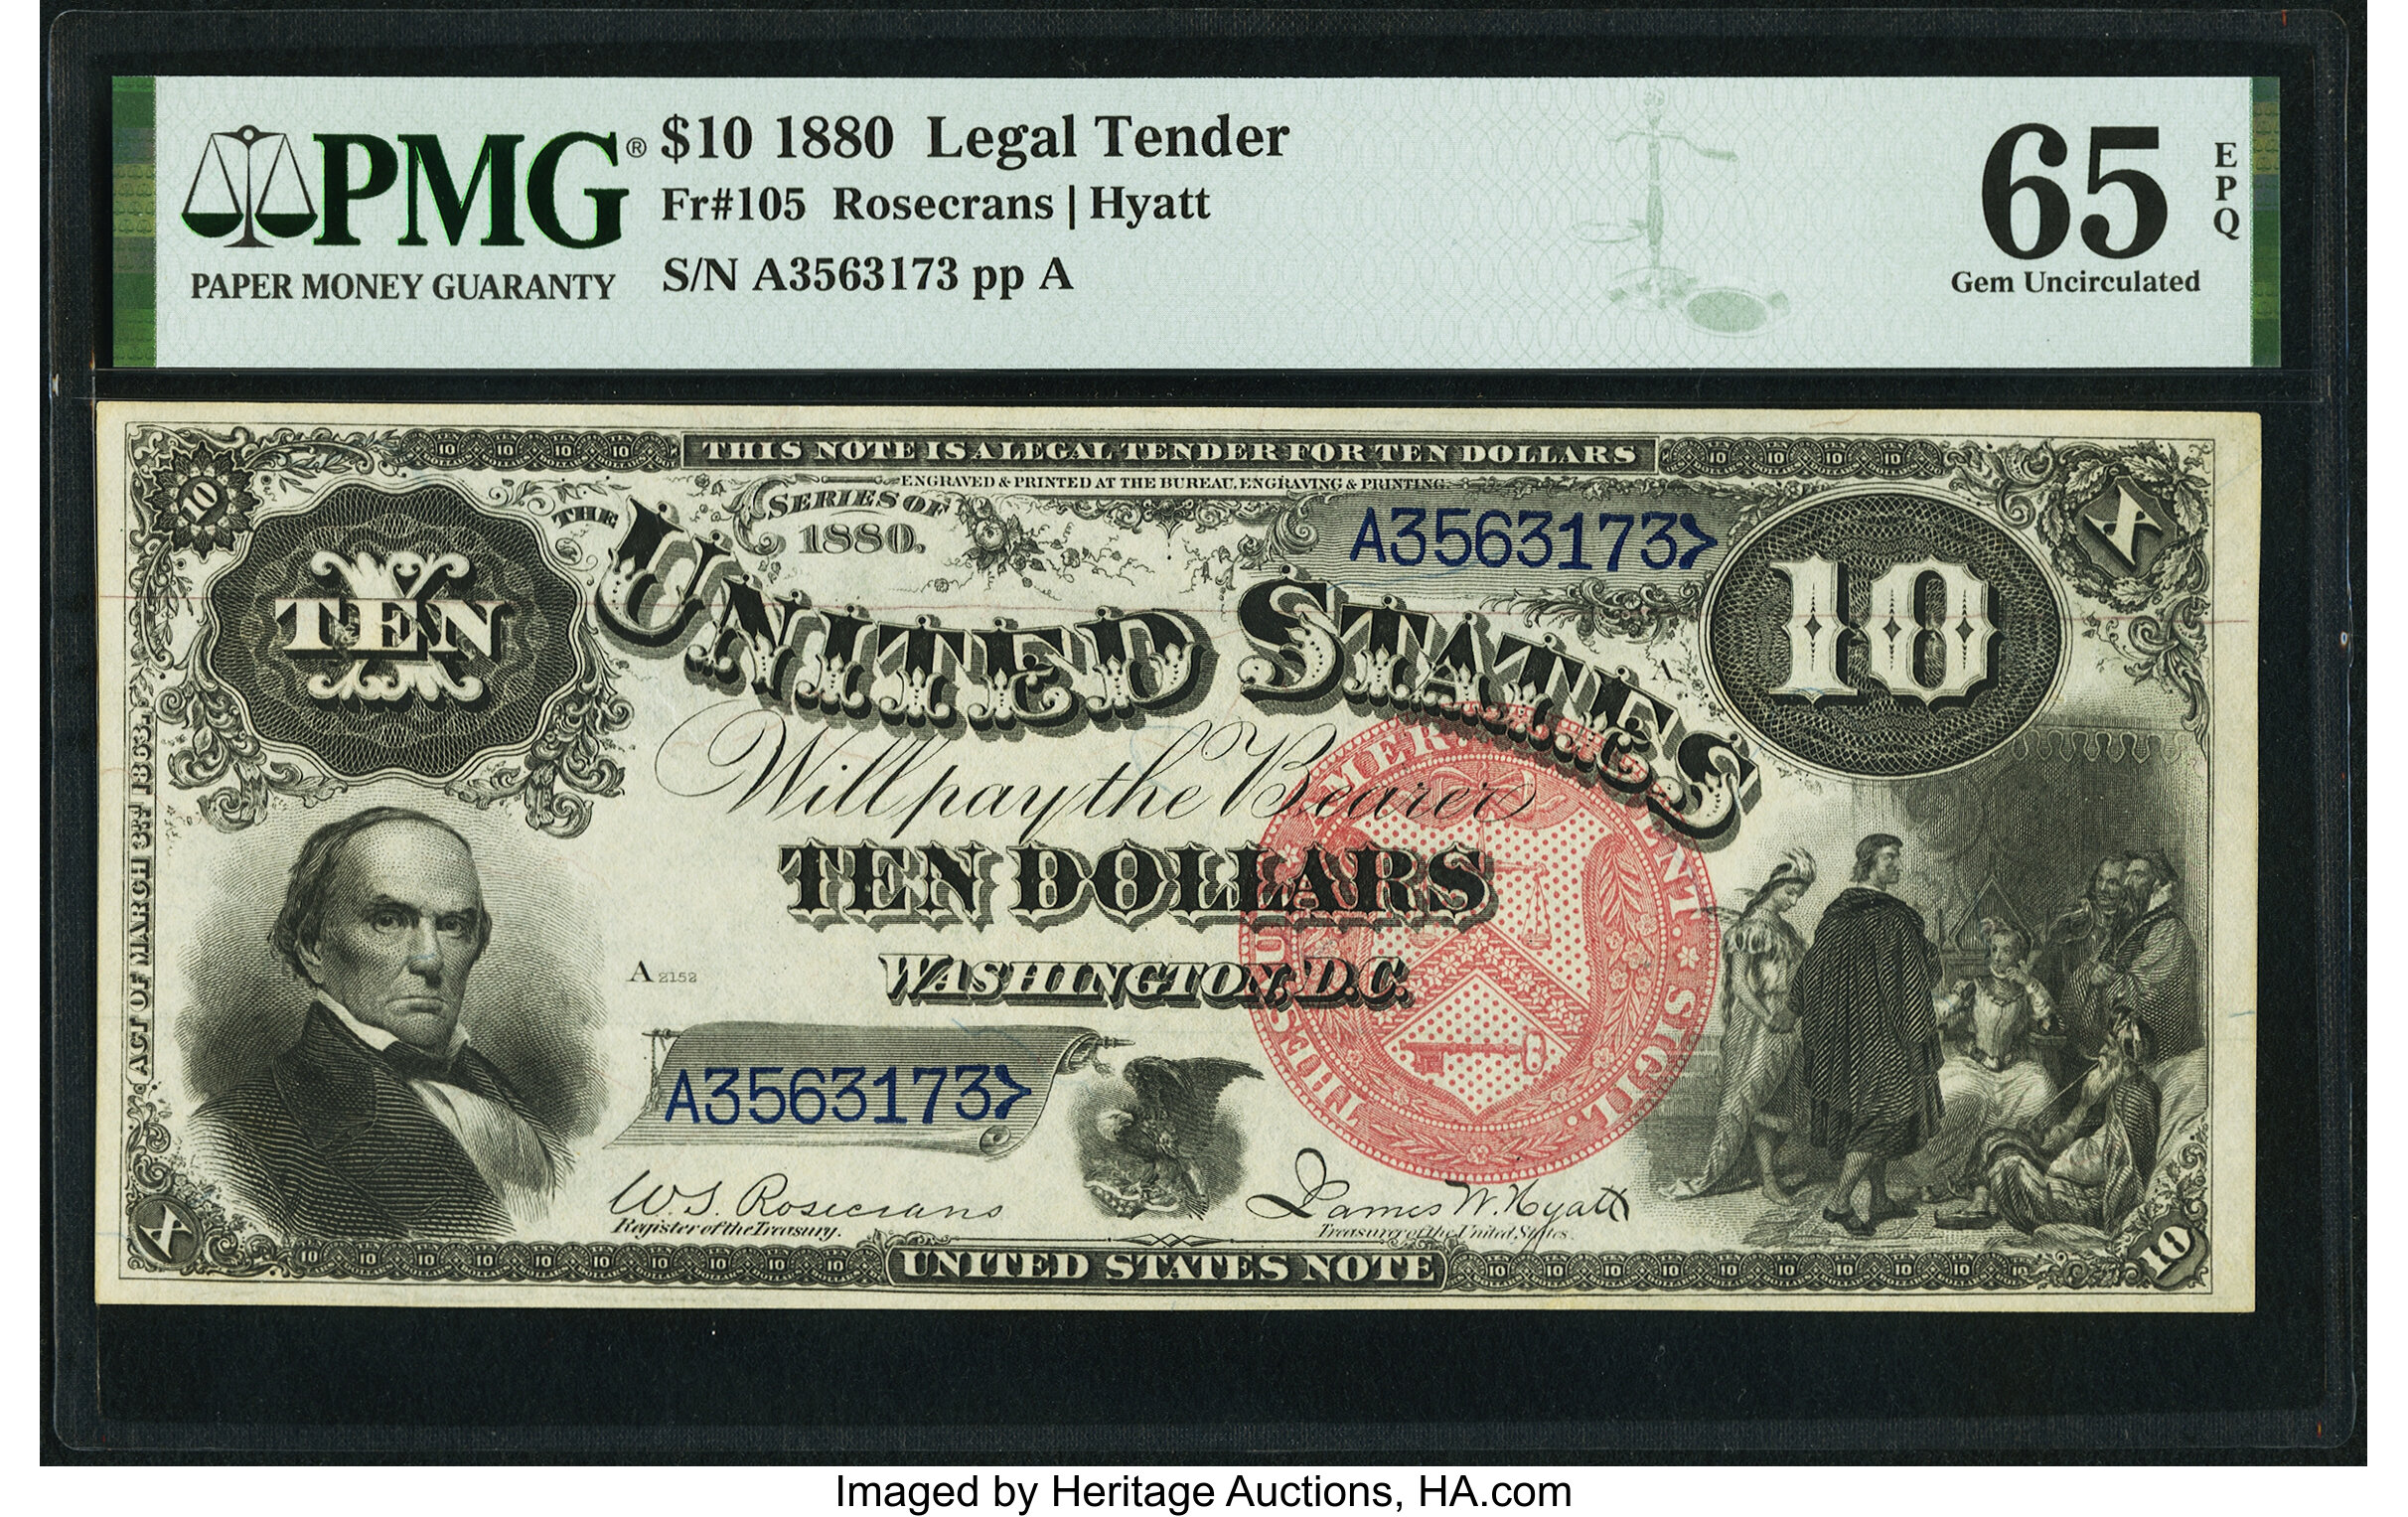 PMG®
PAPER MONEY GUARANTY
$10 1880 Legal Tender
Fr#105 Rosecrans | Hyatt
S/N A3563173 pp A
65
EPQ
Gem Uncirculated
THIS NOTE IS A LEGAL TENDER FOR TEN DOLLARS
ENGRAVED & PRINTED AT THE BUREAU, ENGRAVING & PRINTING.
10
TEN
X
THE
SERIES OF
1880.
A3563173
10
X
UNITED STATES
A
Will pay the Bearer
TEN DOLLARS
WASHINGTON, D.C.
A 2152
A3563173
ACT OF MARCH 3RD 1863.
W. S. Rosecrans
Register of the Treasury.
James W. Hyatt
Treasurer of the United States.
X
UNITED STATES NOTE
10
Imaged by Heritage Auctions, HA.com